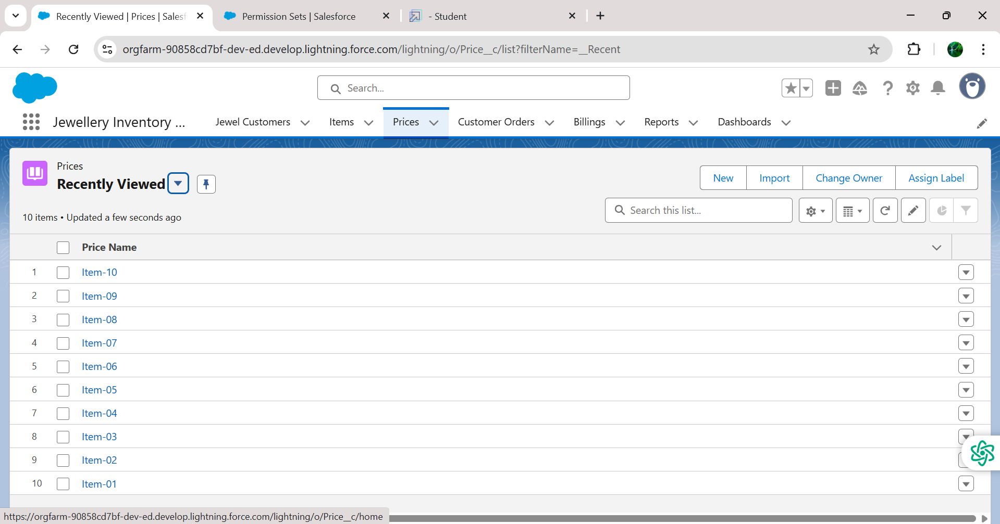 Recently Viewed | Prices | Salesf
Permission Sets | Salesforce
- Student
orgfarm-90858cd7bf-dev-ed.develop.lightning.force.com/lightning/o/Price__c/list?filterName=__Recent
Search...
Jewellery Inventory ...
Jewel Customers
Items
Prices
Customer Orders
Billings
Reports
Dashboards
Prices
Recently Viewed
New
Import
Change Owner
Assign Label
10 items • Updated a few seconds ago
Search this list...
Price Name
1 Item-10
2 Item-09
3 Item-08
4 Item-07
5 Item-06
6 Item-05
7 Item-04
8 Item-03
9 Item-02
10 Item-01
https://orgfarm-90858cd7bf-dev-ed.develop.lightning.force.com/lightning/o/Price__c/home